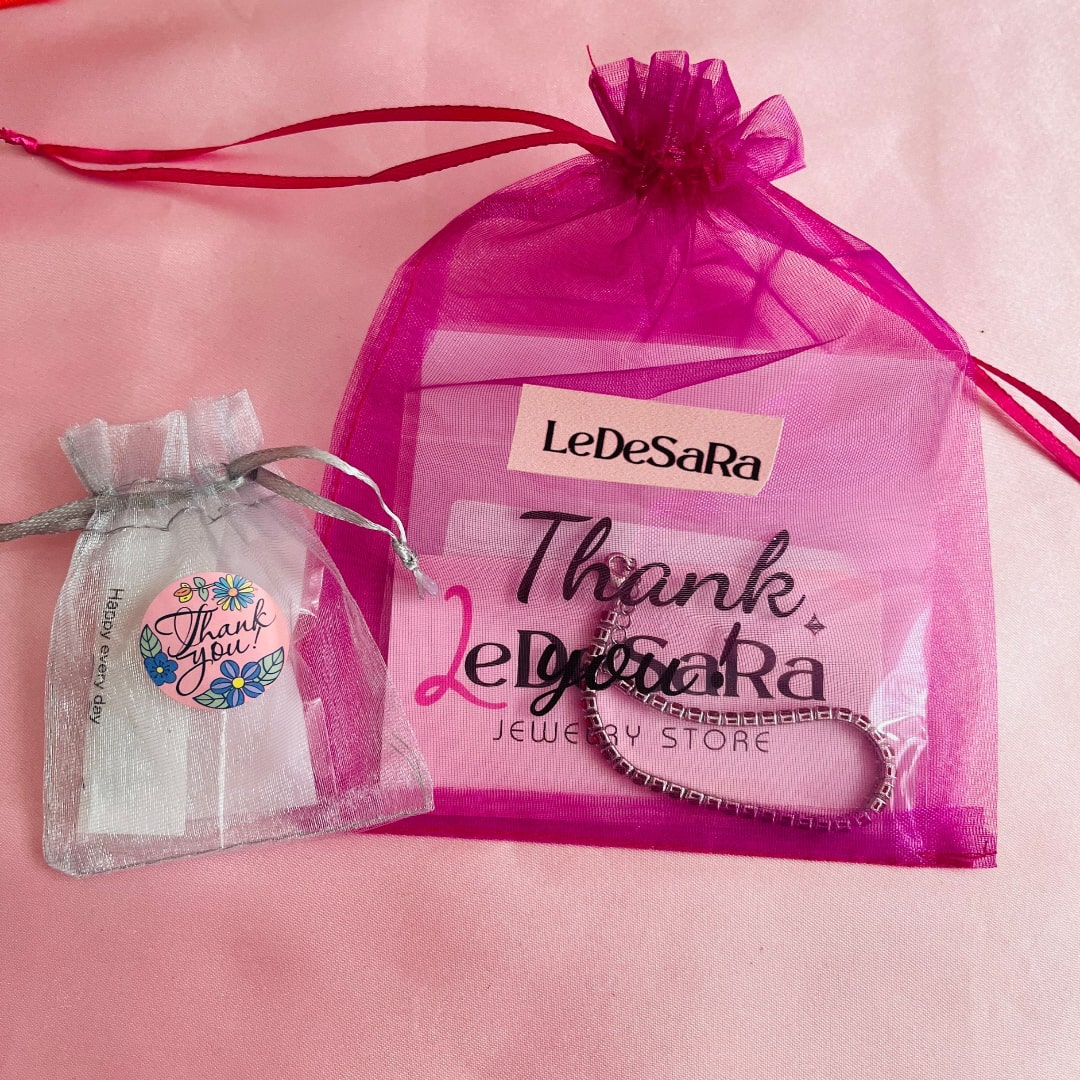 LeDeSaRa
Thank
you!
LeDeSaRa
JEWELRY STORE
Thank
you!
Happy every day